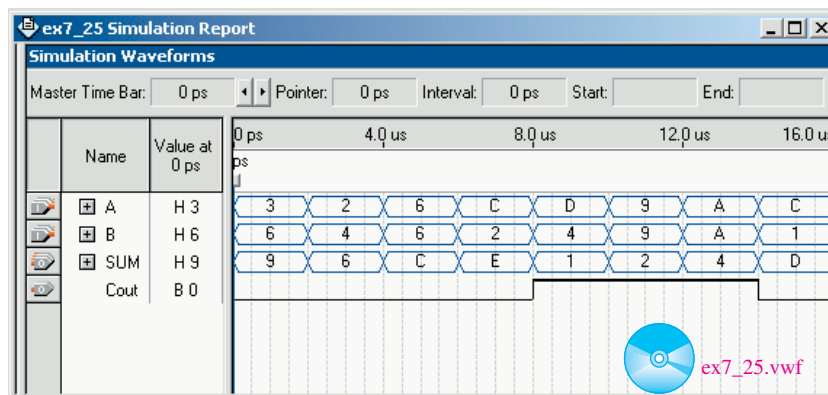 ex7_25 Simulation Report
Simulation Waveforms
Master Time Bar: 0 ps Pointer: 0 ps Interval: 0 ps Start: End:
Name Value at 0 ps
0 ps 4.0 us 8.0 us 12.0 us 16.0 u
ps
A H 3 3 2 6 C D 9 A C
B H 6 6 4 6 2 4 9 A 1
SUM H 9 9 6 C E 1 2 4 D
Cout B 0
ex7_25.vwf